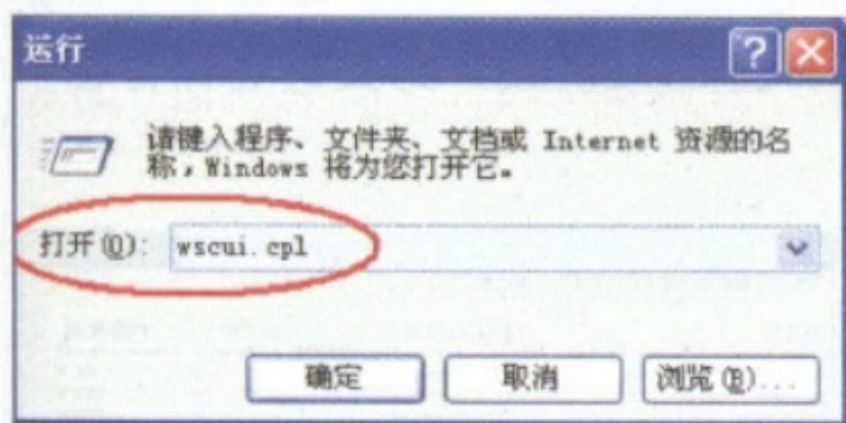 运行
请键入程序、文件夹、文档或 Internet 资源的名
称，Windows 将为您打开它。
打开(O): wscui.cpl
确定 取消 浏览(B)...